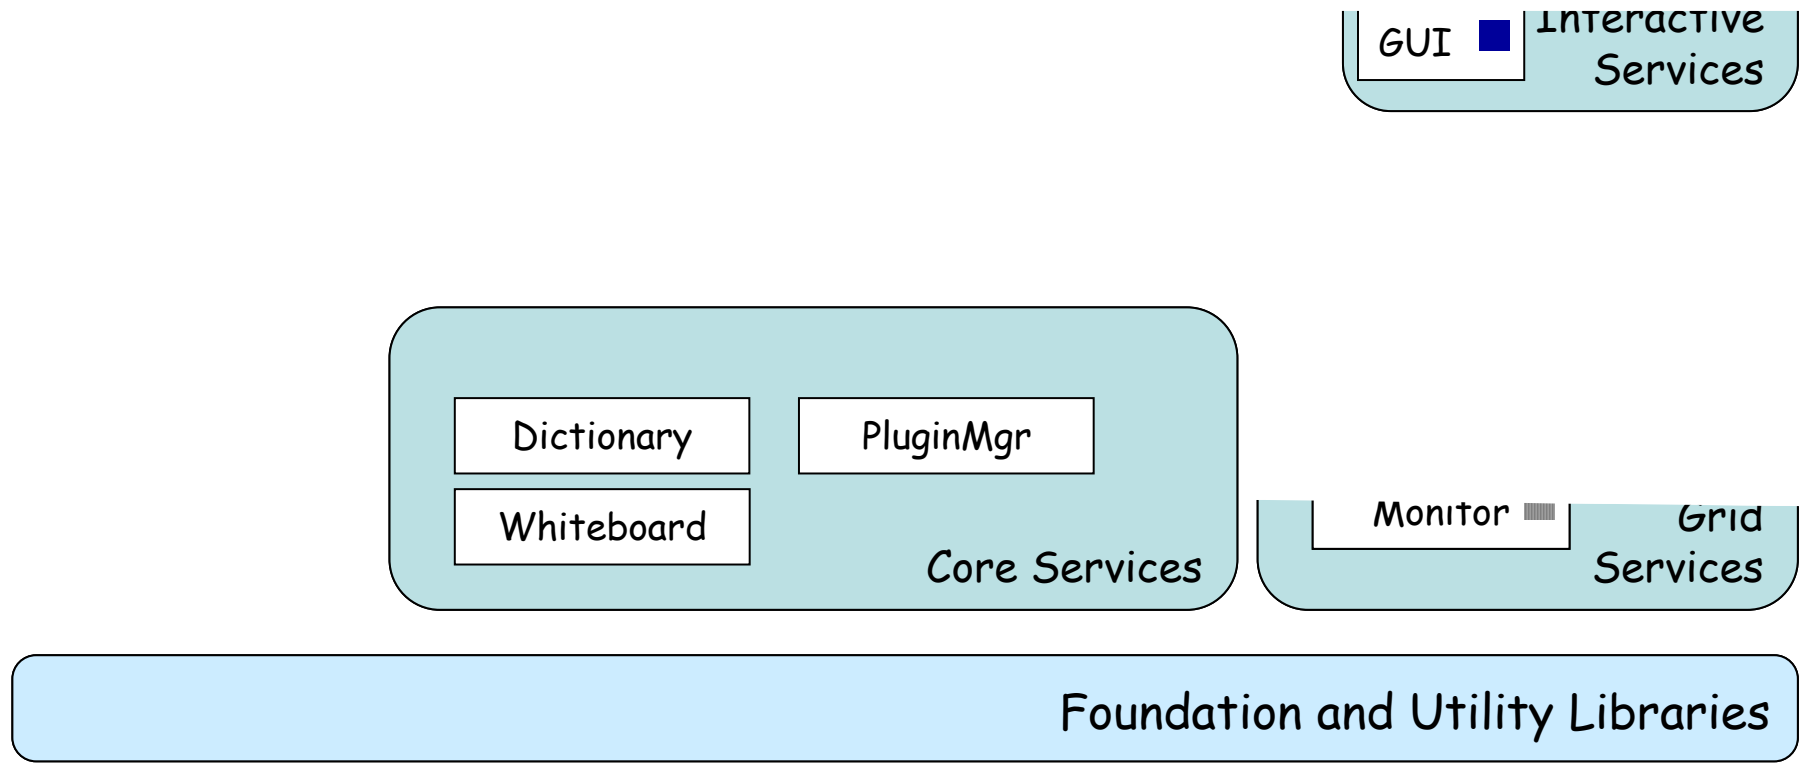 Interactive
GUI
Services
Dictionary
PluginMgr
Whiteboard
Core Services
Monitor
Grid
Services
Foundation and Utility Libraries